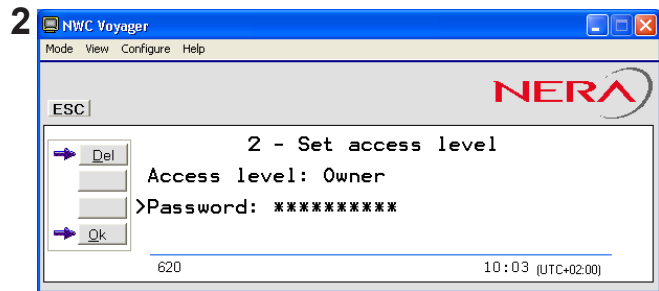 2
NWC Voyager
Mode View Configure Help
NERA
ESC
2 - Set access level
Del
Access level: Owner
>Password: **********
Ok
620 10:03 (UTC+02:00)